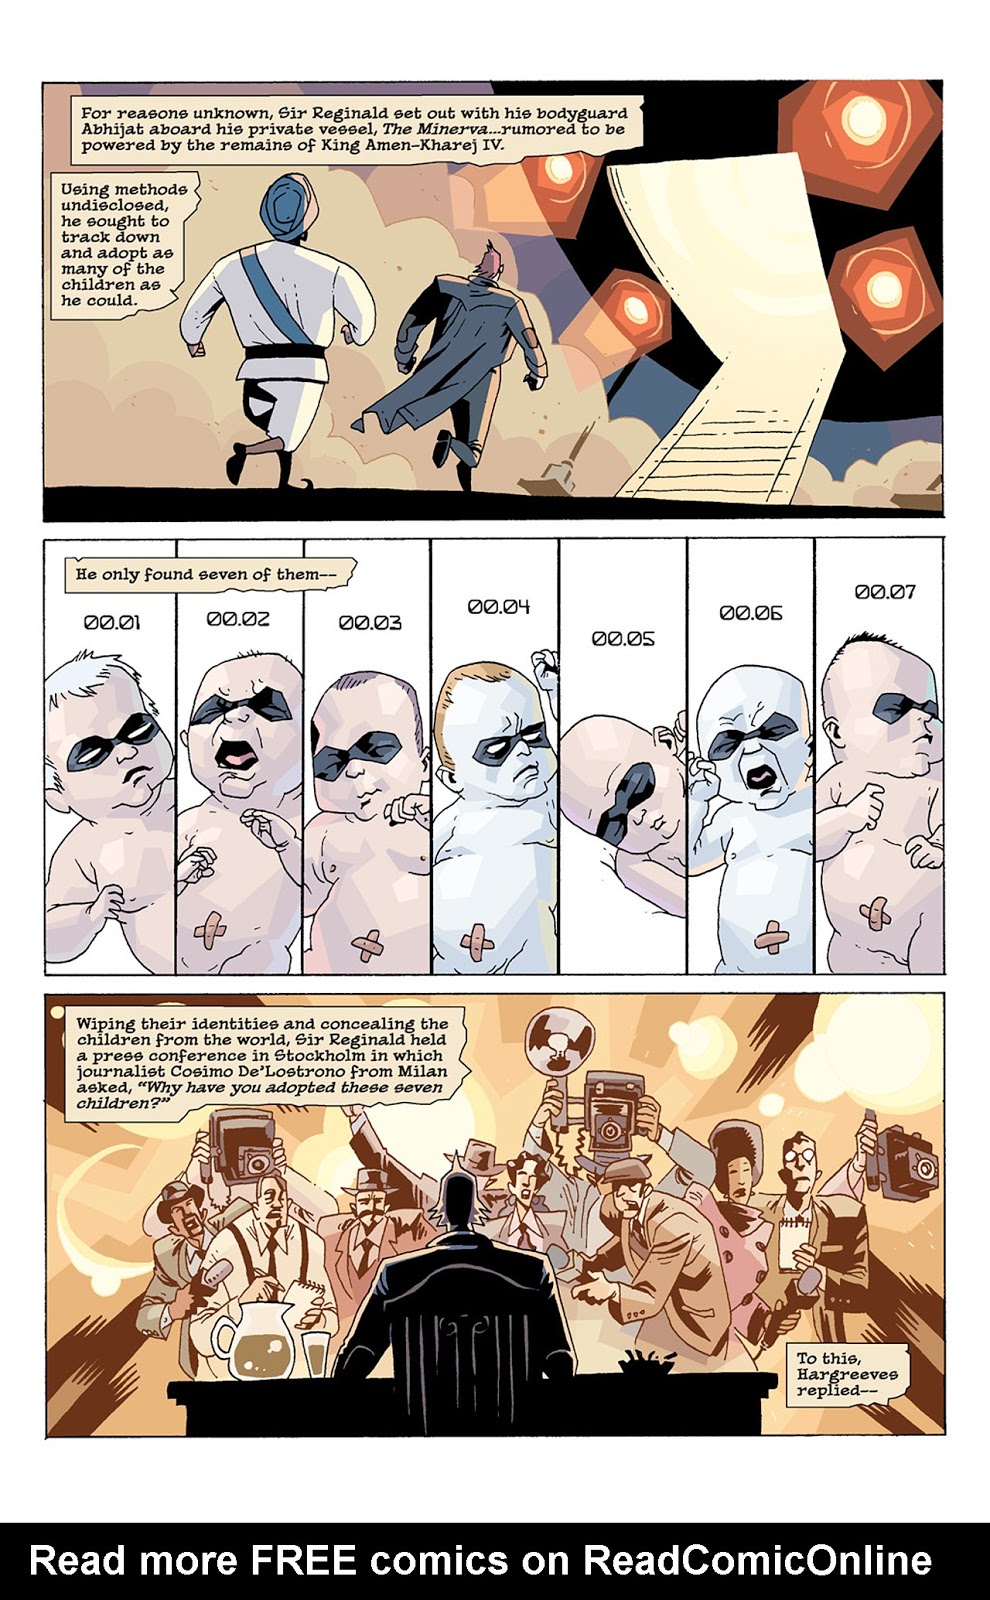 For reasons unknown, Sir Reginald set out with his bodyguard
Abhijat aboard his private vessel, The Minerva...rumored to be
powered by the remains of King Amen-Kharej IV.
Using methods
undisclosed,
he sought to
track down
and adopt as
many of the
children as
he could.
He only found seven of them--
00.01
00.02
00.03
00.04
00.05
00.06
00.07
Wiping their identities and concealing the
children from the world, Sir Reginald held
a press conference in Stockholm in which
journalist Cosimo De'Lostrono from Milan
asked, "Why have you adopted these seven
children?"
To this,
Hargreeves
replied--
Read more FREE comics on ReadComicOnline